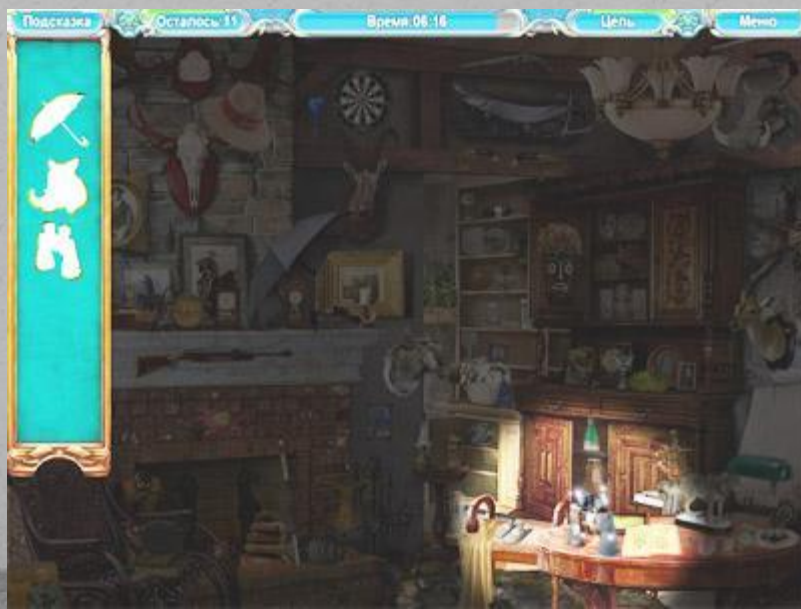 Подсказка
Осталось:11
Время:06:16
Цель
Меню